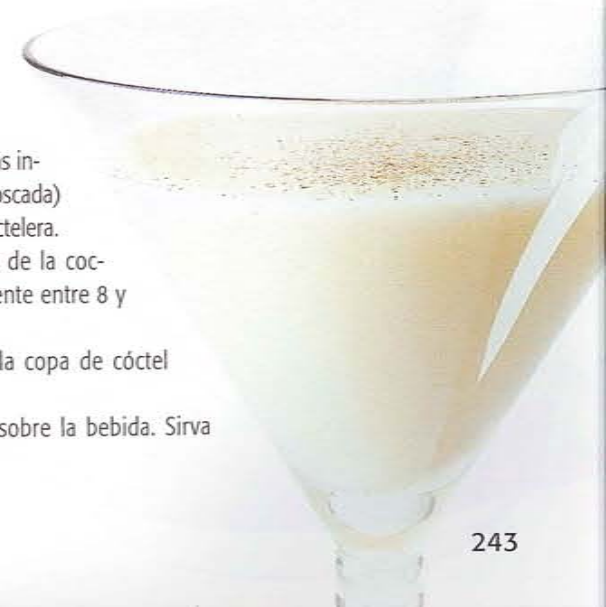 s in-
oscada)
ctelera.
de la coc-
ente entre 8 y
la copa de cóctel
sobre la bebida. Sirva
243